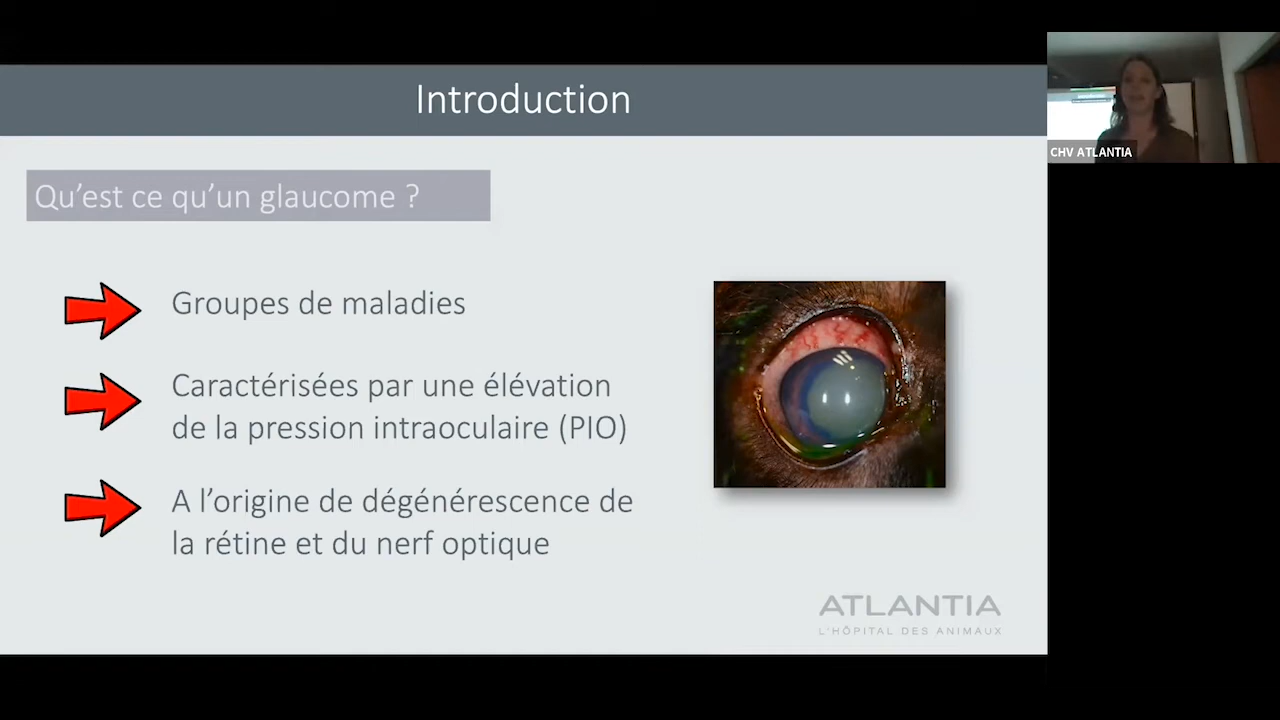 Introduction
Qu’est ce qu’un glaucome ?
Groupes de maladies
Caractérisées par une élévation
de la pression intraoculaire (PIO)
A l’origine de dégénérescence de
la rétine et du nerf optique
ATLANTIA
L'HÔPITAL DES ANIMAUX
CHV ATLANTIA